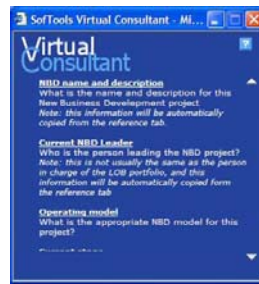 SofTools Virtual Consultant - Mi...
Virtual
Consultant
?
NBD name and description
What is the name and description for this
New Business Development project
Note: this information will be automatically
copied from the reference tab.
Current NBD Leader
Who is the person leading the NBD project?
Note: this is not usually the same as the person
in charge of the LOB portfolio, and this
information will be automatically copied form
the reference tab
Operating model
What is the appropriate NBD model for this
project?